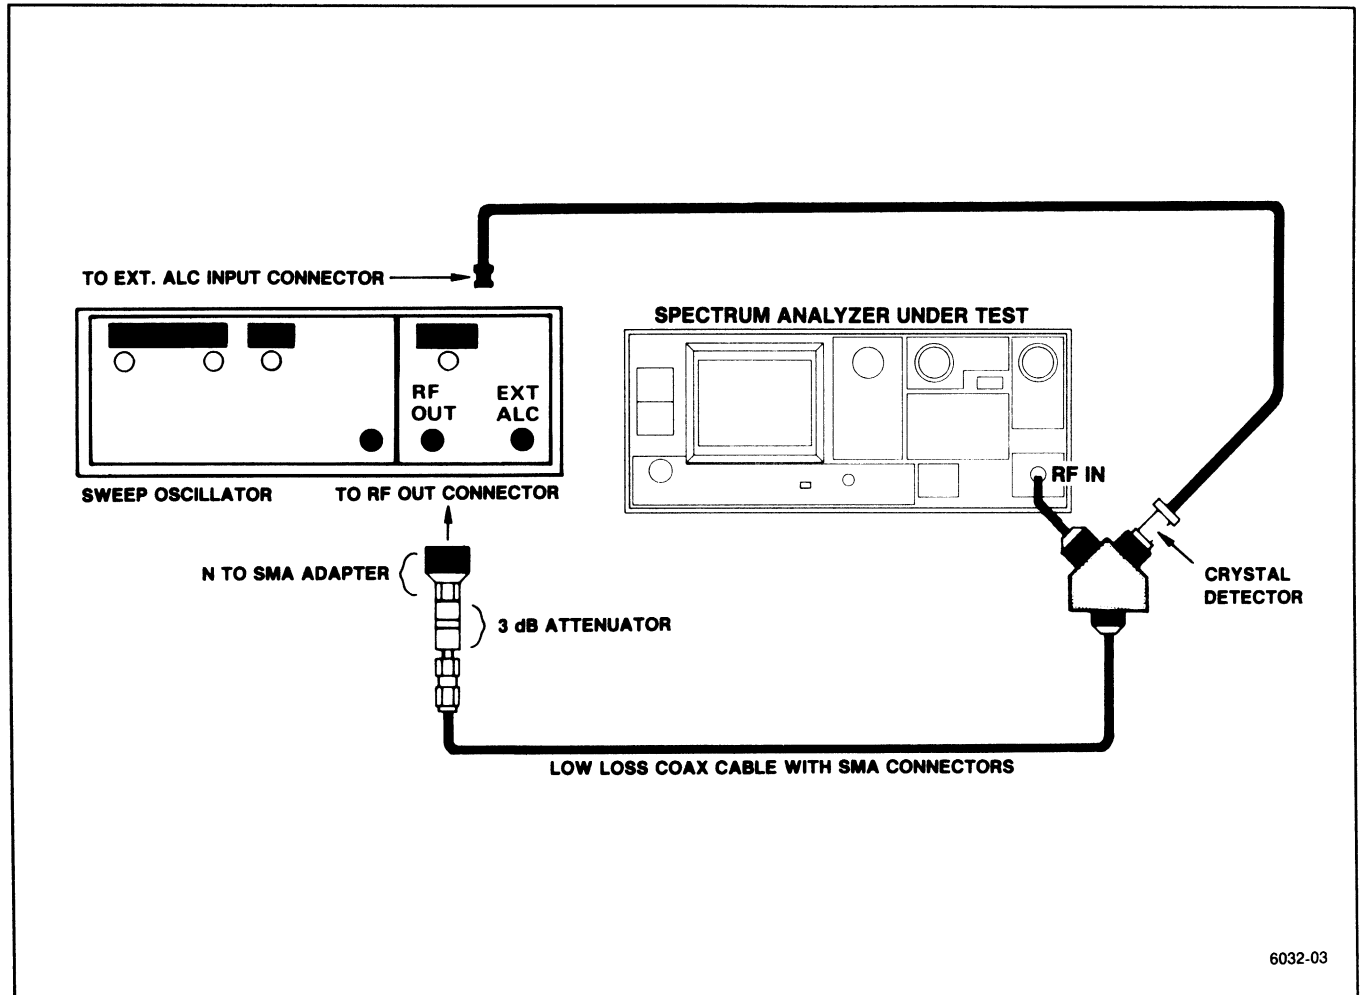 TO EXT. ALC INPUT CONNECTOR
SPECTRUM ANALYZER UNDER TEST
RF
OUT
EXT
ALC
RF IN
SWEEP OSCILLATOR
TO RF OUT CONNECTOR
N TO SMA ADAPTER
CRYSTAL
DETECTOR
3 dB ATTENUATOR
LOW LOSS COAX CABLE WITH SMA CONNECTORS
6032-03